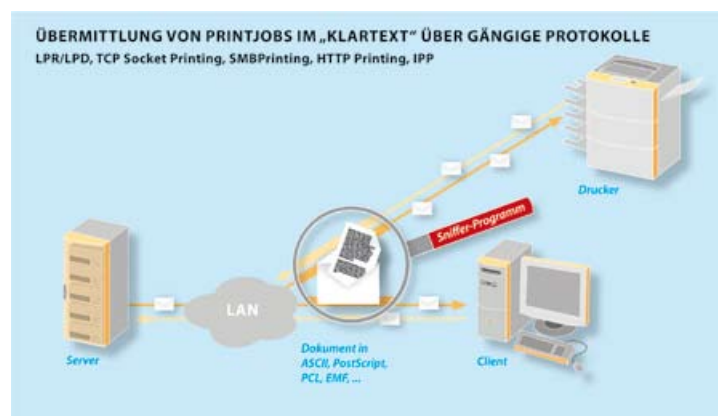 ÜBERMITTLUNG VON PRINTJOBS IM „KLARTEXT" ÜBER GÄNGIGE PROTOKOLLE
LPR/LPD, TCP Socket Printing, SMBPrinting, HTTP Printing, IPP
Drucker
Sniffer-Programm
LAN
Server
Dokument in
ASCII, PostScript,
PCL, EMF, ...
Client